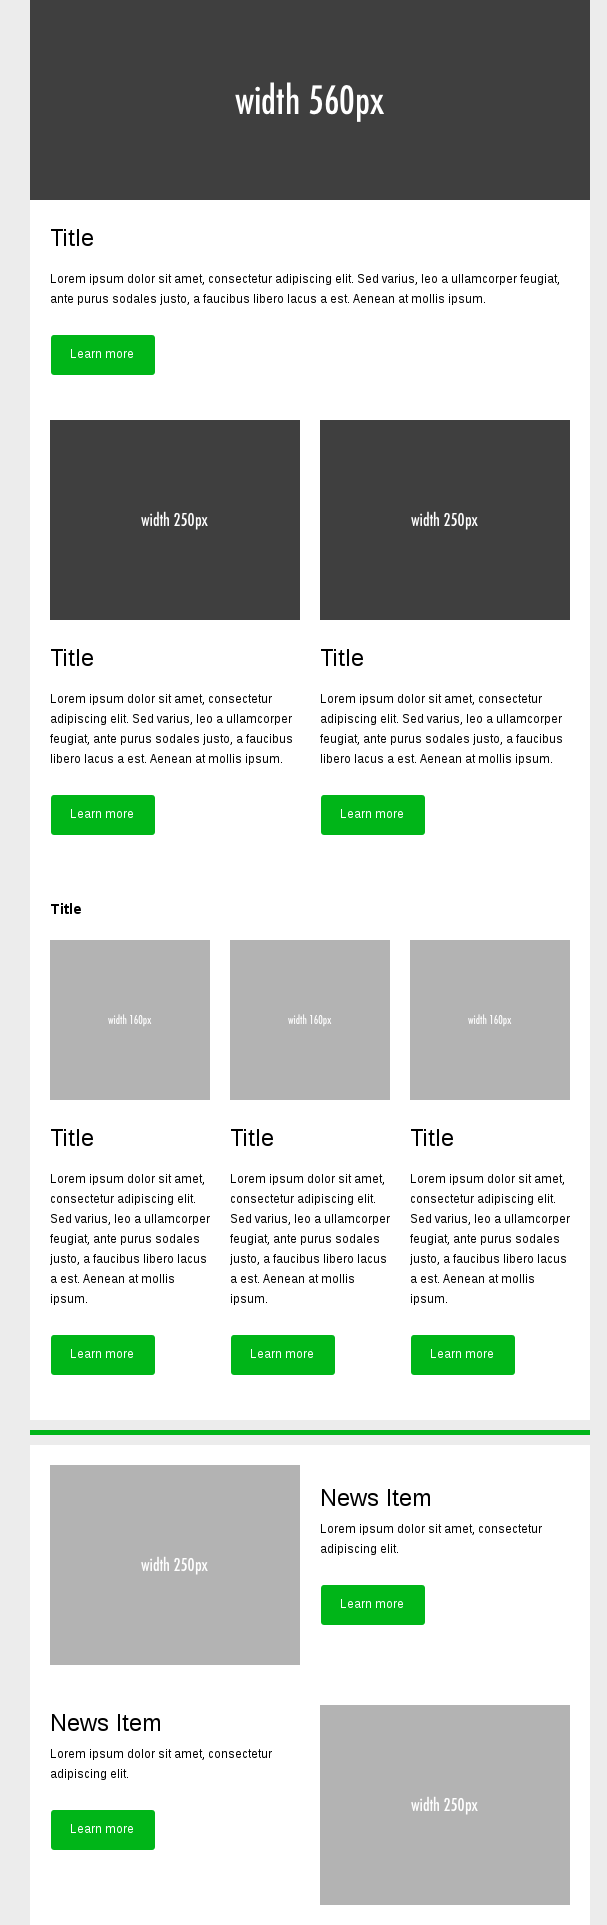 width 560px
Title
Lorem ipsum dolor sit amet, consectetur adipiscing elit. Sed varius, leo a ullamcorper feugiat,
ante purus sodales justo, a faucibus libero lacus a est. Aenean at mollis ipsum.
Learn more
width 250px
Title
Lorem ipsum dolor sit amet, consectetur
adipiscing elit. Sed varius, leo a ullamcorper
feugiat, ante purus sodales justo, a faucibus
libero lacus a est. Aenean at mollis ipsum.
Learn more
width 250px
Title
Lorem ipsum dolor sit amet, consectetur
adipiscing elit. Sed varius, leo a ullamcorper
feugiat, ante purus sodales justo, a faucibus
libero lacus a est. Aenean at mollis ipsum.
Learn more
Title
width 160px
Title
Lorem ipsum dolor sit amet,
consectetur adipiscing elit.
Sed varius, leo a ullamcorper
feugiat, ante purus sodales
justo, a faucibus libero lacus
a est. Aenean at mollis
ipsum.
Learn more
width 160px
Title
Lorem ipsum dolor sit amet,
consectetur adipiscing elit.
Sed varius, leo a ullamcorper
feugiat, ante purus sodales
justo, a faucibus libero lacus
a est. Aenean at mollis
ipsum.
Learn more
width 160px
Title
Lorem ipsum dolor sit amet,
consectetur adipiscing elit.
Sed varius, leo a ullamcorper
feugiat, ante purus sodales
justo, a faucibus libero lacus
a est. Aenean at mollis
ipsum.
Learn more
width 250px
News Item
Lorem ipsum dolor sit amet, consectetur
adipiscing elit.
Learn more
News Item
Lorem ipsum dolor sit amet, consectetur
adipiscing elit.
Learn more
width 250px